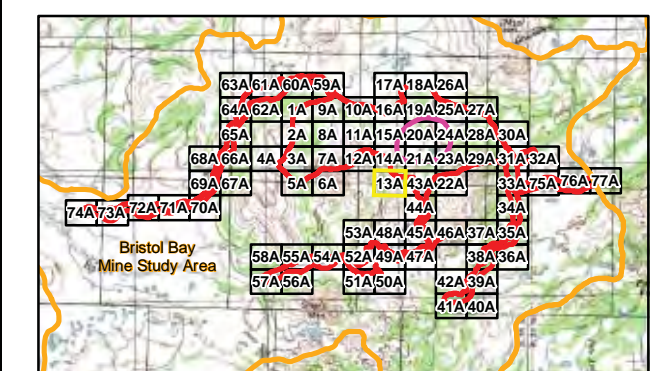 63A 61A 60A 59A 17A 18A 26A
64A 62A 1A 9A 10A 16A 19A 25A 27A
65A 2A 8A 11A 15A 20A 24A 28A 30A
68A 66A 4A 3A 7A 12A 14A 21A 23A 29A 31A 32A
69A 67A 5A 6A 13A 43A 22A 33A 75A 76A 77A
74A 73A 72A 71A 70A 44A 34A
53A 48A 45A 46A 37A 35A
Bristol Bay
Mine Study Area
58A 55A 54A 52A 49A 47A 38A 36A
57A 56A 51A 50A 42A 39A
41A 40A